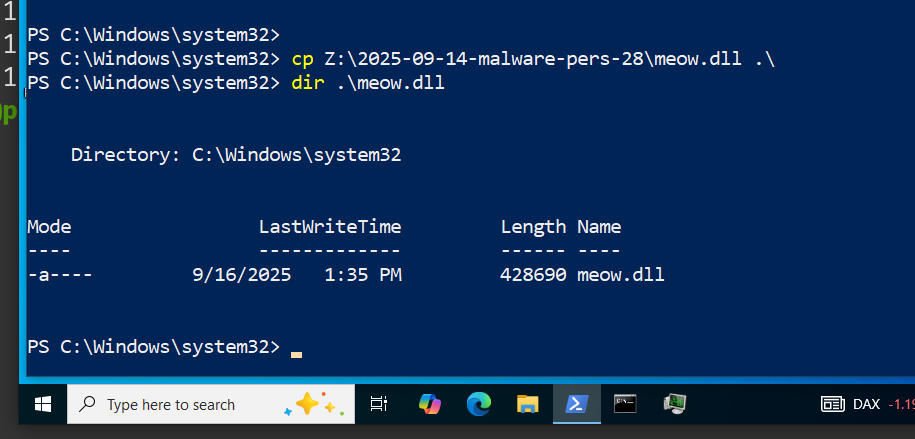 1
PS C:\Windows\system32>
1
PS C:\Windows\system32> cp Z:\2025-09-14-malware-pers-28\meow.dll .\
1
PS C:\Windows\system32> dir .\meow.dll
p
Directory: C:\Windows\system32
Mode LastWriteTime Length Name
---- ------------- ------ ----
-a---- 9/16/2025 1:35 PM 428690 meow.dll
PS C:\Windows\system32>
Type here to search
DAX